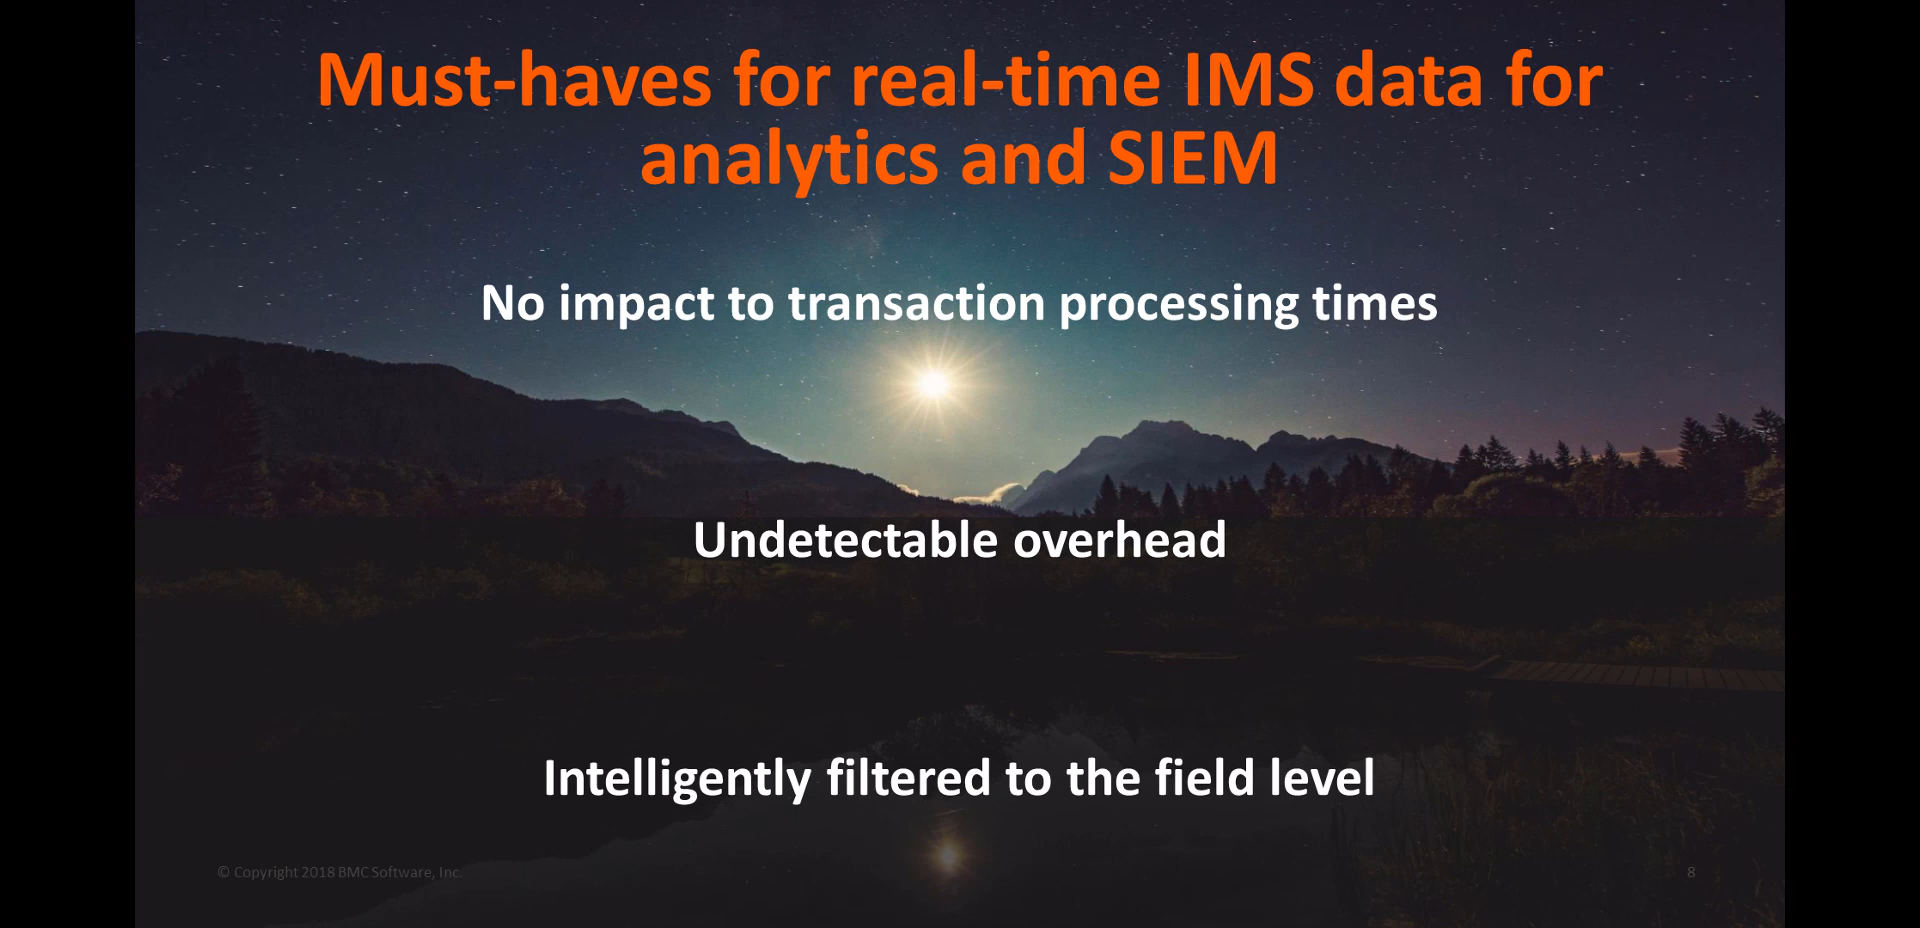 Must-haves for real-time IMS data for
analytics and SIEM
No impact to transaction processing times
Undetectable overhead
Intelligently filtered to the field level
© Copyright 2018 BMC Software, Inc.
8